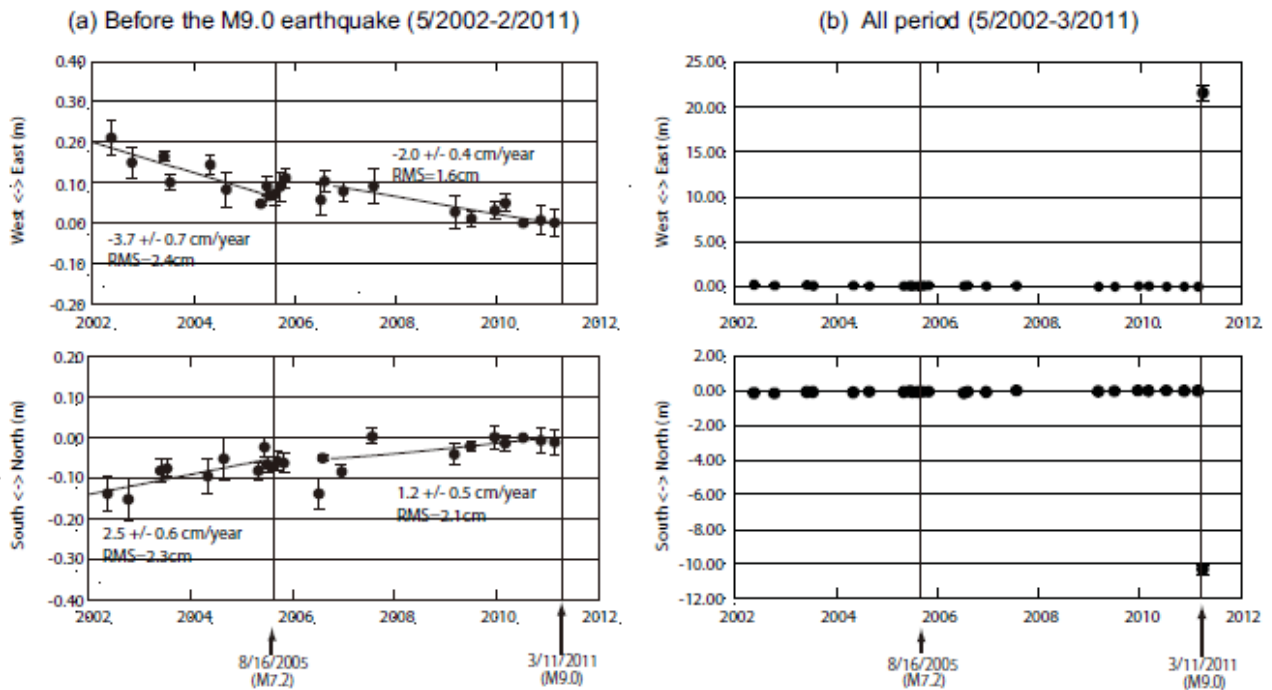 (a) Before the M9.0 earthquake (5/2002-2/2011)
West <-> East (m)
0.40
0.30
0.20
0.10
0.00
-0.10
-0.20
-2.0 +/- 0.4 cm/year
RMS=1.6cm
-3.7 +/- 0.7 cm/year
RMS=2.4cm
2002. 2004. 2006. 2008. 2010. 2012.
South <-> North (m)
0.20
0.10
0.00
-0.10
-0.20
-0.30
-0.40
1.2 +/- 0.5 cm/year
RMS=2.1cm
2.5 +/- 0.6 cm/year
RMS=2.3cm
2002. 2004. 2006. 2008. 2010. 2012.
8/16/2005
(M7.2)
3/11/2011
(M9.0)
(b) All period (5/2002-3/2011)
West <-> East (m)
25.00
20.00
15.00
10.00
5.00
0.00
2002. 2004. 2006. 2008. 2010. 2012.
South <-> North (m)
2.00
0.00
-2.00
-4.00
-6.00
-8.00
-10.00
-12.00
2002 2004 2006 2008 2010 2012
8/16/2005
(M7.2)
3/11/2011
(M9.0)